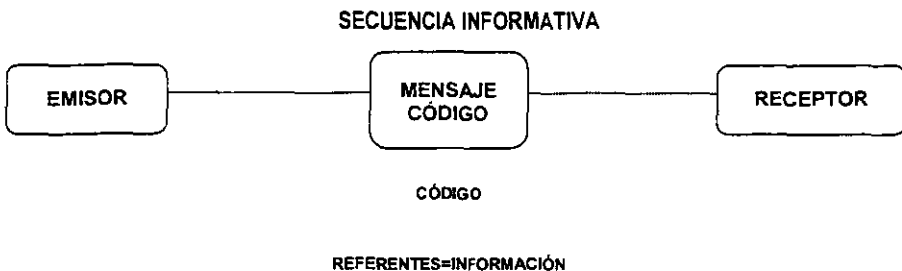 SECUENCIA INFORMATIVA
EMISOR
MENSAJE
CÓDIGO
RECEPTOR
CÓDIGO
REFERENTES=INFORMACIÓN